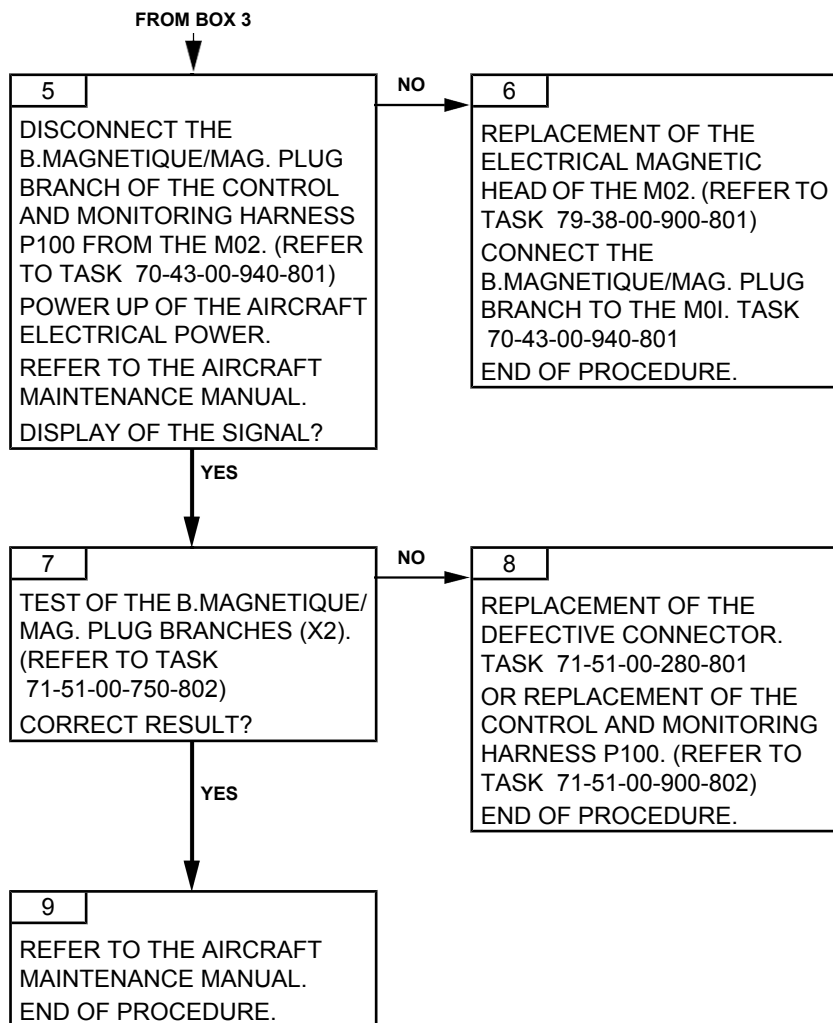 FROM BOX 3
5
DISCONNECT THE
B.MAGNETIQUE/MAG. PLUG
BRANCH OF THE CONTROL
AND MONITORING HARNESS
P100 FROM THE M02. (REFER
TO TASK 70-43-00-940-801)
POWER UP OF THE AIRCRAFT
ELECTRICAL POWER.
REFER TO THE AIRCRAFT
MAINTENANCE MANUAL.
DISPLAY OF THE SIGNAL?
NO
6
REPLACEMENT OF THE
ELECTRICAL MAGNETIC
HEAD OF THE M02. (REFER TO
TASK 79-38-00-900-801)
CONNECT THE
B.MAGNETIQUE/MAG. PLUG
BRANCH TO THE M0I. TASK
70-43-00-940-801
END OF PROCEDURE.
YES
7
TEST OF THE B.MAGNETIQUE/
MAG. PLUG BRANCHES (X2).
(REFER TO TASK
71-51-00-750-802)
CORRECT RESULT?
NO
8
REPLACEMENT OF THE
DEFECTIVE CONNECTOR.
TASK 71-51-00-280-801
OR REPLACEMENT OF THE
CONTROL AND MONITORING
HARNESS P100. (REFER TO
TASK 71-51-00-900-802)
END OF PROCEDURE.
YES
9
REFER TO THE AIRCRAFT
MAINTENANCE MANUAL.
END OF PROCEDURE.